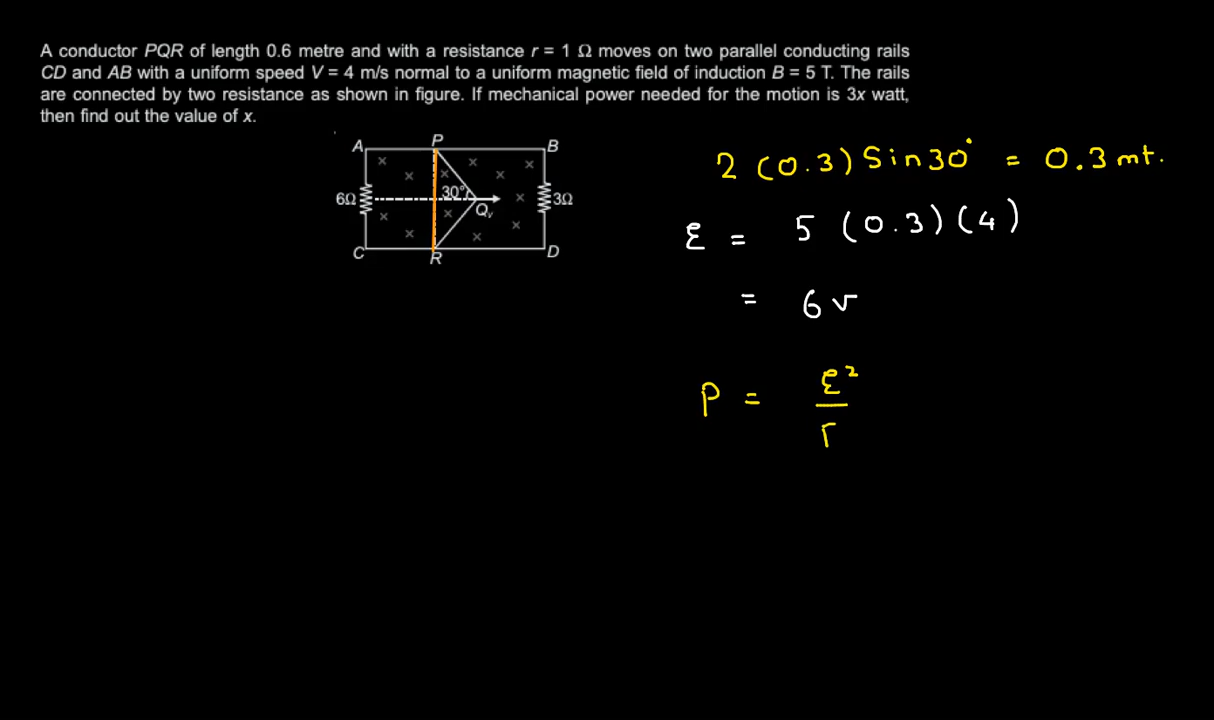 A conductor PQR of length 0.6 metre and with a resistance r = 1 Ω moves on two parallel conducting rails
CD and AB with a uniform speed V = 4 m/s normal to a uniform magnetic field of induction B = 5 T. The rails
are connected by two resistance as shown in figure. If mechanical power needed for the motion is 3x watt,
then find out the value of x.
A P B
6Ω 30° Q v 3Ω
C R D
2 (0.3) Sin30° = 0.3 mt.
ε = 5 (0.3) (4)
= 6 v
P = ε²
r